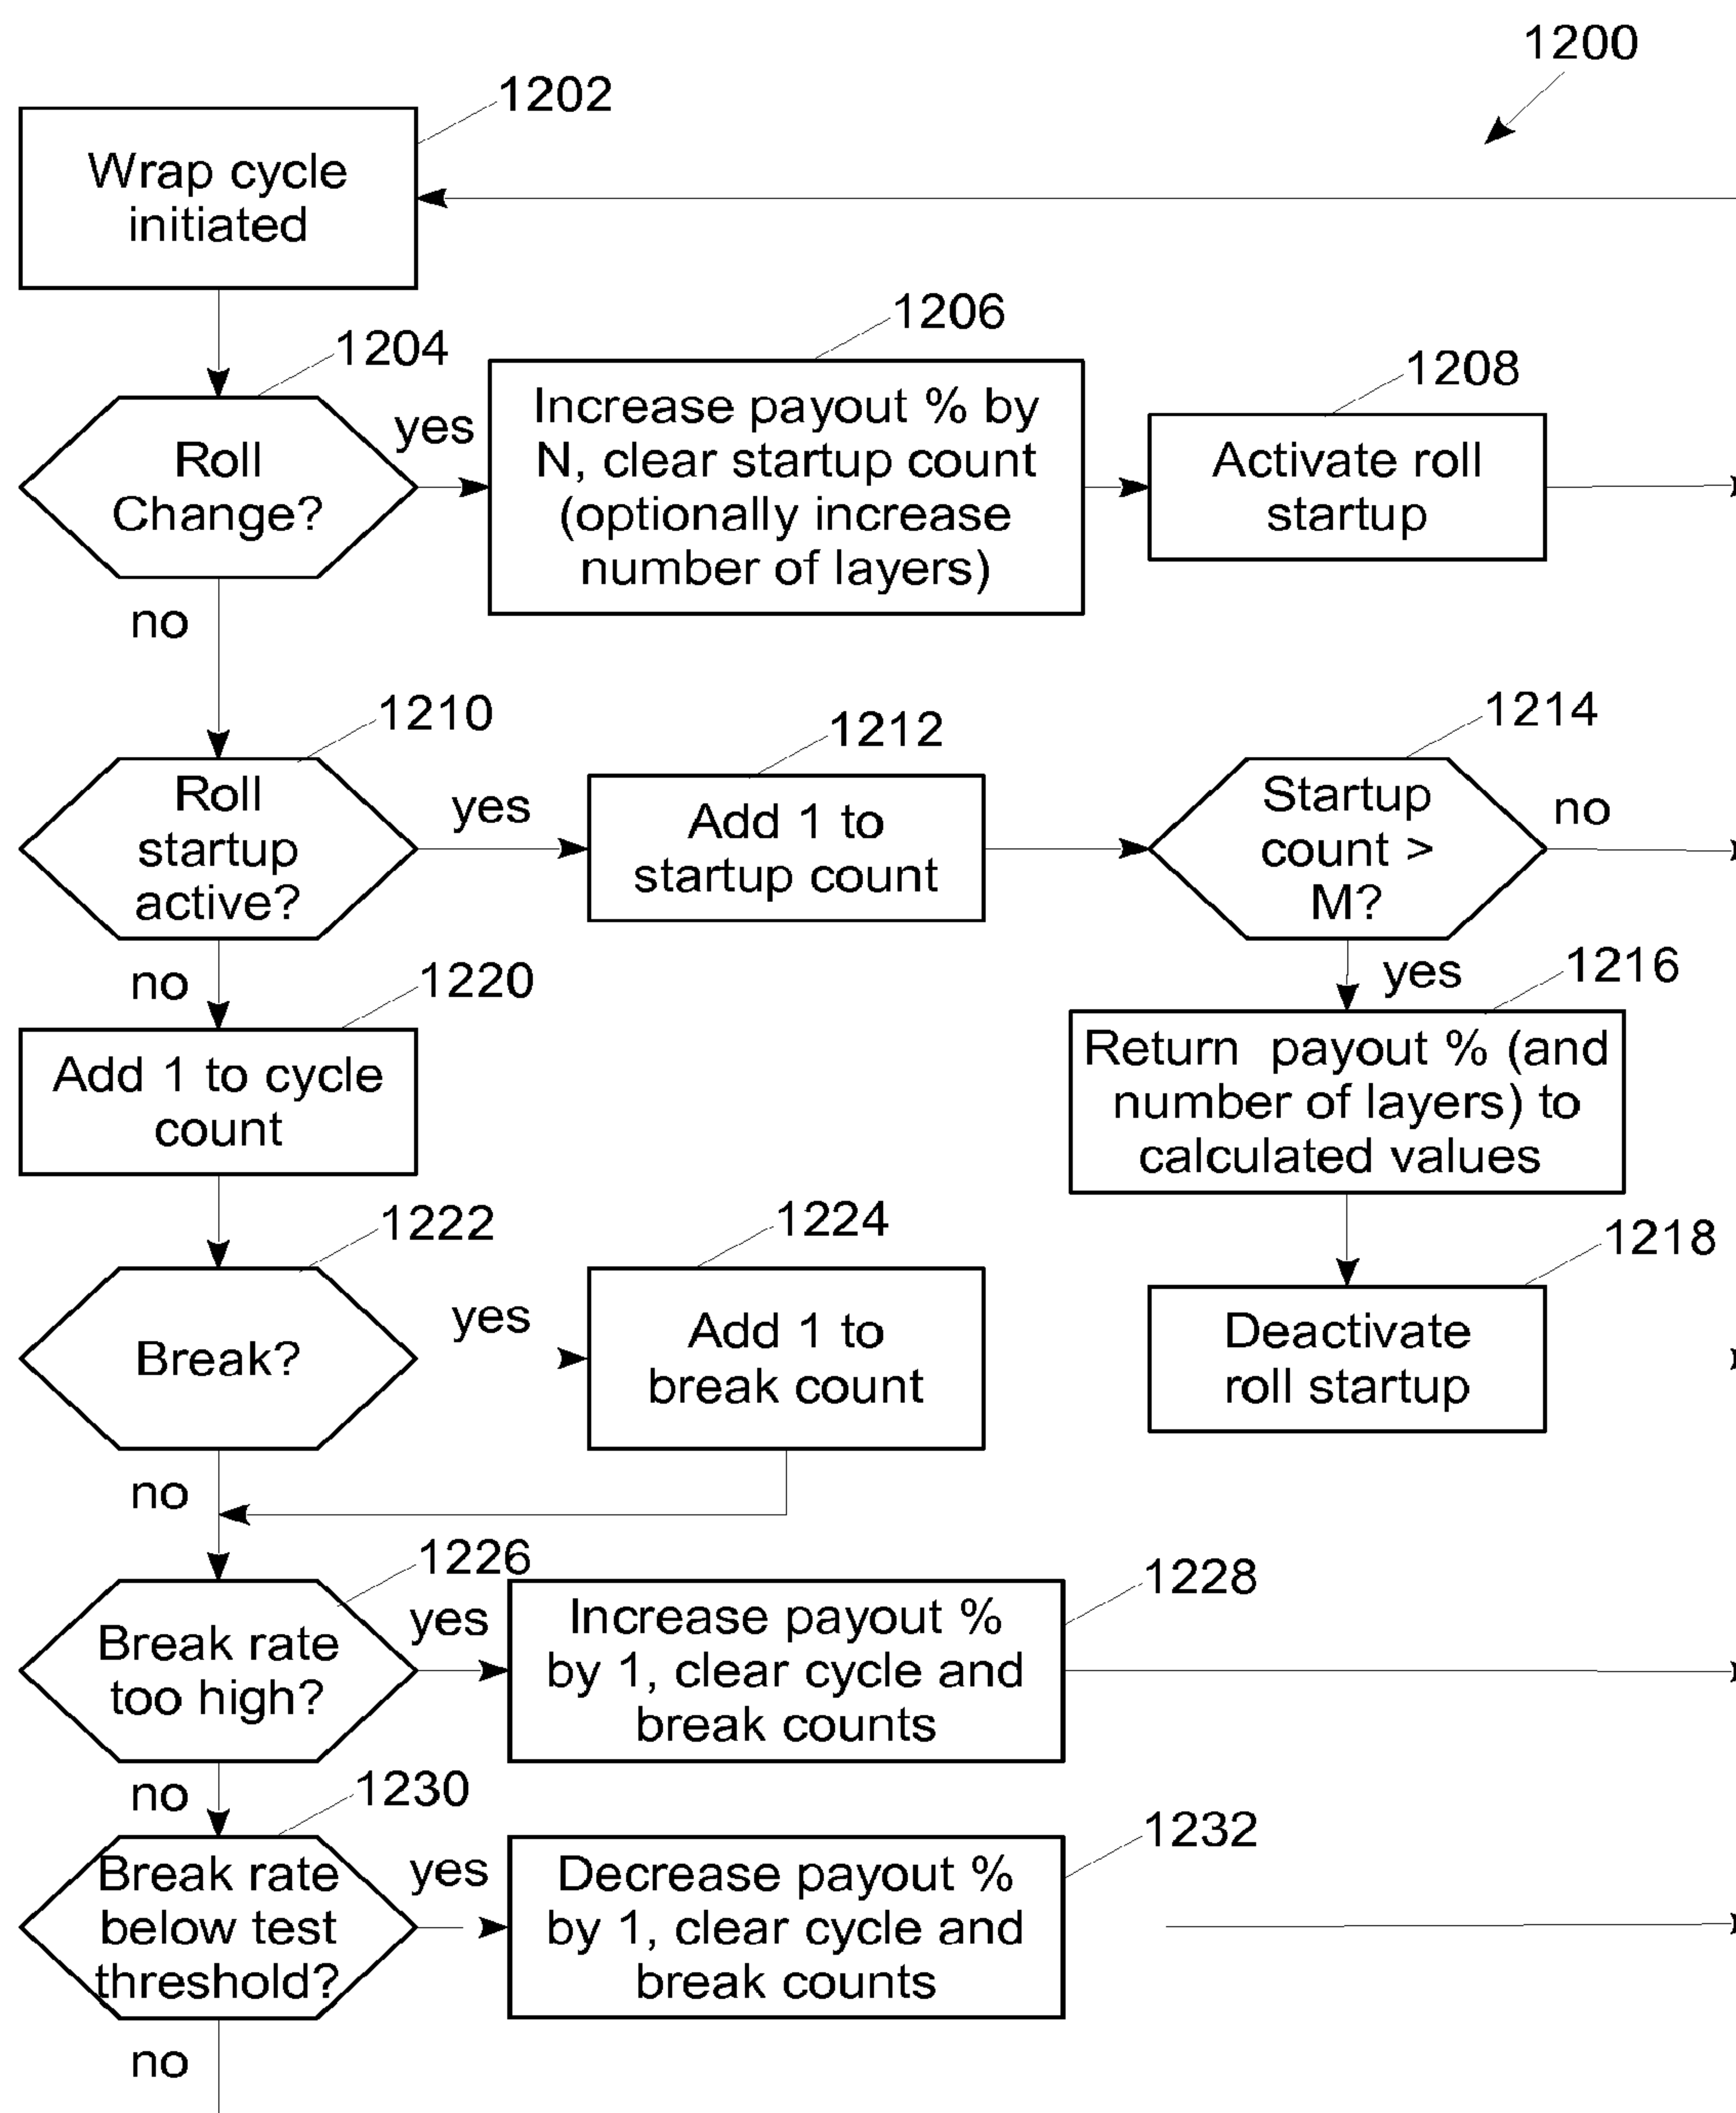 1200
1202
Wrap cycle
initiated
1204
Roll
Change?
yes
no
1206
Increase payout % by
N, clear startup count
(optionally increase
number of layers)
1208
Activate roll
startup
1210
Roll
startup
active?
yes
no
1212
Add 1 to
startup count
1214
Startup
count >
M?
no
yes
1216
Return payout % (and
number of layers) to
calculated values
1218
Deactivate
roll startup
1220
Add 1 to cycle
count
1222
Break?
yes
no
1224
Add 1 to
break count
1226
Break rate
too high?
yes
no
1228
Increase payout %
by 1, clear cycle and
break counts
1230
Break rate
below test
threshold?
yes
no
1232
Decrease payout %
by 1, clear cycle and
break counts